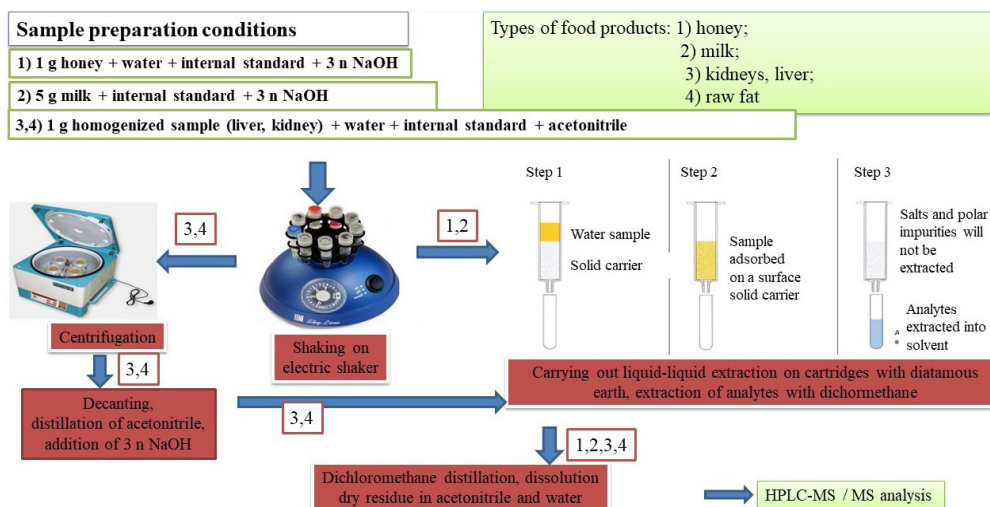 Sample preparation conditions
1) 1 g honey + water + internal standard + 3 n NaOH
2) 5 g milk + internal standard + 3 n NaOH
3,4) 1 g homogenized sample (liver, kidney) + water + internal standard + acetonitrile
Types of food products: 1) honey;
2) milk;
3) kidneys, liver;
4) raw fat
3,4
1,2
Step 1
Water sample
Solid carrier
Step 2
Sample
adsorbed
on a surface
solid carrier
Step 3
Salts and polar
impurities will
not be
extracted
Analytes
extracted into
solvent
Centrifugation
Shaking on
electric shaker
3,4
Decanting,
distillation of acetonitrile,
addition of 3 n NaOH
3,4
Carrying out liquid-liquid extraction on cartridges with diatamous
earth, extraction of analytes with dichormethane
1,2,3,4
Dichloromethane distillation, dissolution
dry residue in acetonitrile and water
HPLC-MS / MS analysis